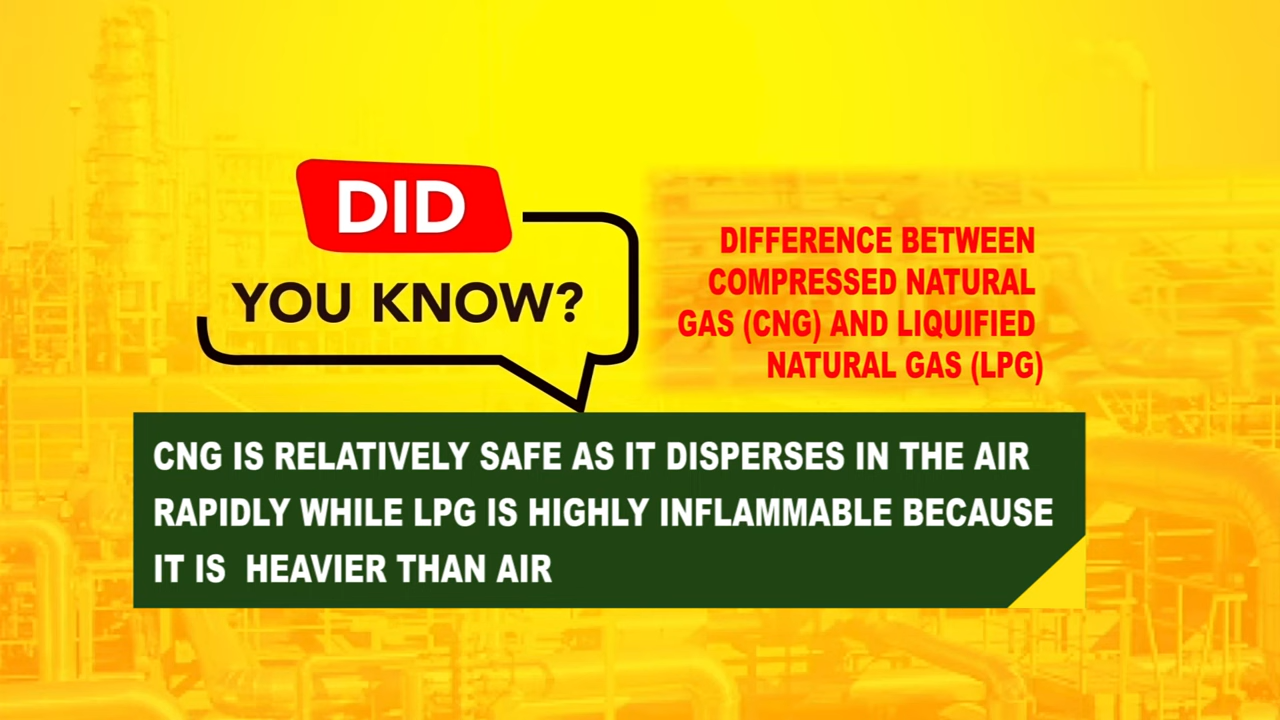 DID
YOU KNOW?
DIFFERENCE BETWEEN
COMPRESSED NATURAL
GAS (CNG) AND LIQUIFIED
NATURAL GAS (LPG)
CNG IS RELATIVELY SAFE AS IT DISPERSES IN THE AIR
RAPIDLY WHILE LPG IS HIGHLY INFLAMMABLE BECAUSE
IT IS HEAVIER THAN AIR